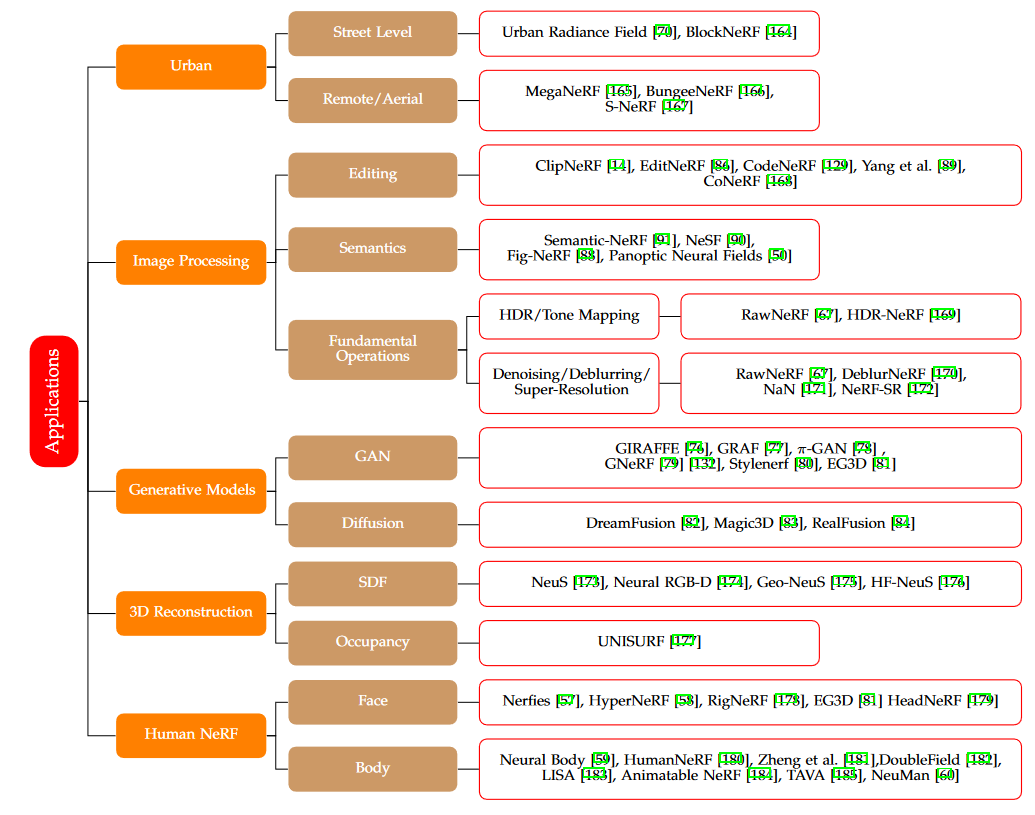 Applications
Urban
Street Level
Urban Radiance Field [70], BlockNeRF [164]
Remote/Aerial
MegaNeRF [165], BungeeNeRF [166],
S-NeRF [167]
Image Processing
Editing
ClipNeRF [14], EditNeRF [86], CodeNeRF [129], Yang et al. [89],
CoNeRF [168]
Semantics
Semantic-NeRF [91], NeSF [90],
Fig-NeRF [88], Panoptic Neural Fields [50]
Fundamental
Operations
HDR/Tone Mapping
RawNeRF [67], HDR-NeRF [169]
Denoising/Deblurring/
Super-Resolution
RawNeRF [67], DeblurNeRF [170],
NaN [171], NeRF-SR [172]
Generative Models
GAN
GIRAFFE [76], GRAF [77], π-GAN [78] ,
GNeRF [79] [132], Stylenerf [80], EG3D [81]
Diffusion
DreamFusion [82], Magic3D [83], RealFusion [84]
3D Reconstruction
SDF
NeuS [173], Neural RGB-D [174], Geo-NeuS [175], HF-NeuS [176]
Occupancy
UNISURF [177]
Human NeRF
Face
Nerfies [57], HyperNeRF [58], RigNeRF [178], EG3D [81] HeadNeRF [179]
Body
Neural Body [59], HumanNeRF [180], Zheng et al. [181],DoubleField [182],
LISA [183], Animatable NeRF [184], TAVA [185], NeuMan [60]